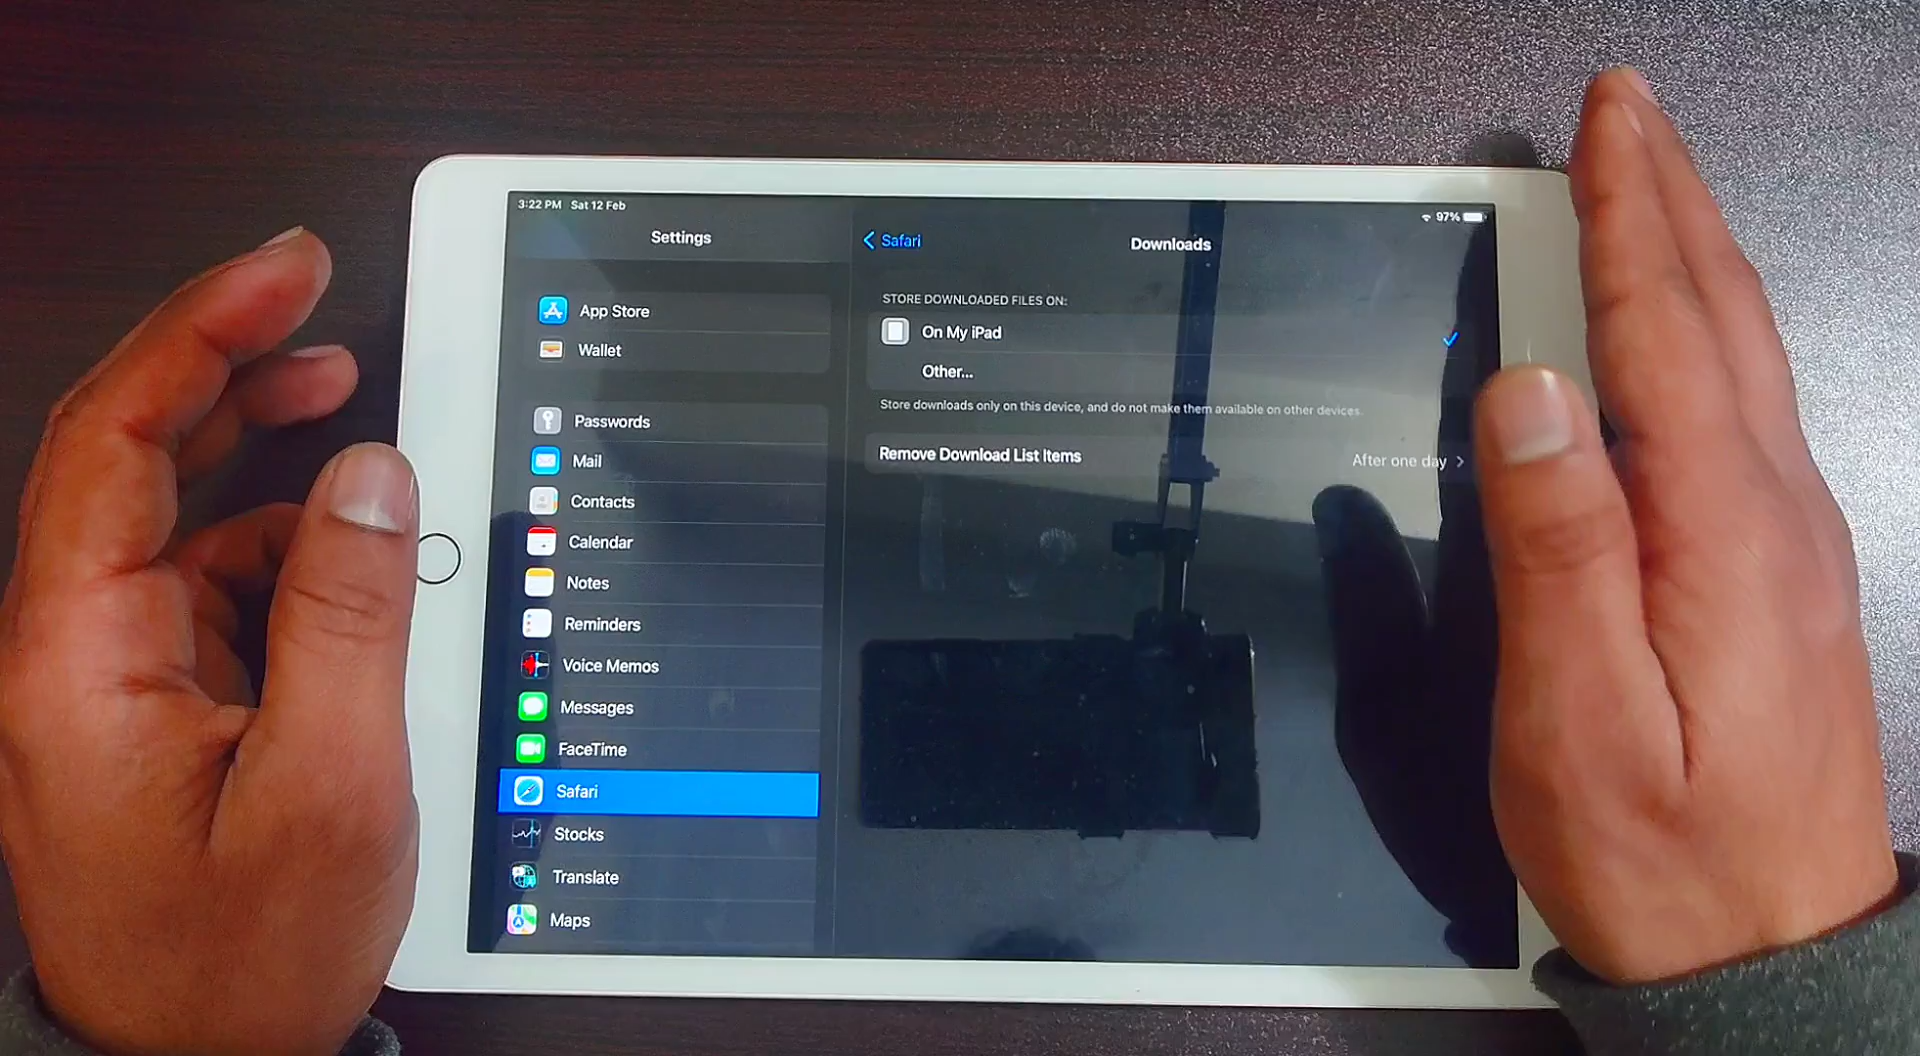 3:22 PM Sat 12 Feb
97%
Settings
App Store
Wallet
Passwords
Mail
Contacts
Calendar
Notes
Reminders
Voice Memos
Messages
FaceTime
Safari
Stocks
Translate
Maps
Safari
Downloads
STORE DOWNLOADED FILES ON:
On My iPad
Other...
Store downloads only on this device, and do not make them available on other devices.
Remove Download List Items
After one day